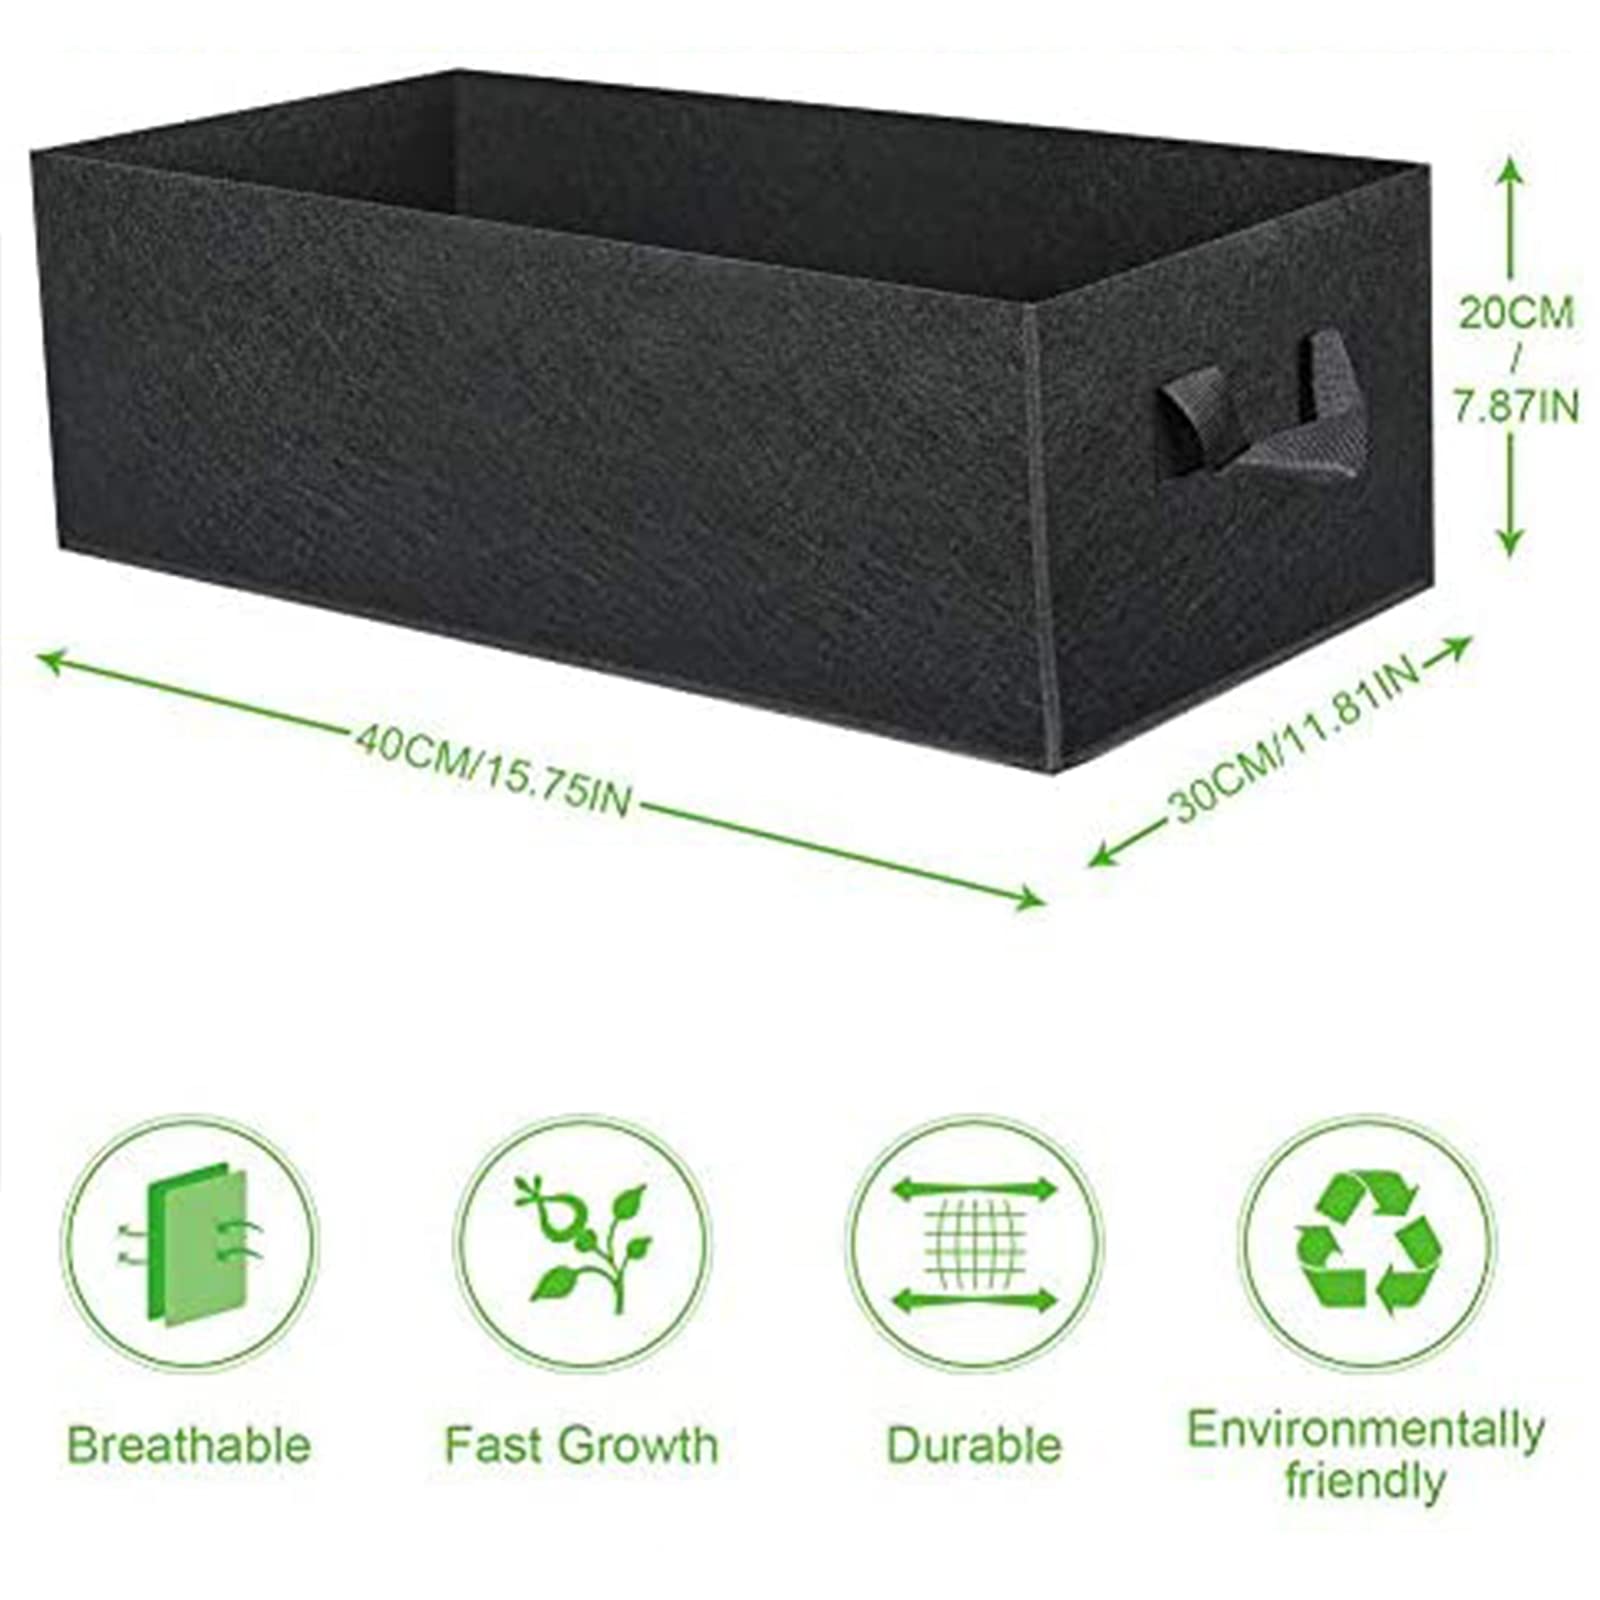 20CM
/
7.87IN
40CM/15.75IN
30CM/11.81IN
Breathable
Fast Growth
Durable
Environmentally
friendly